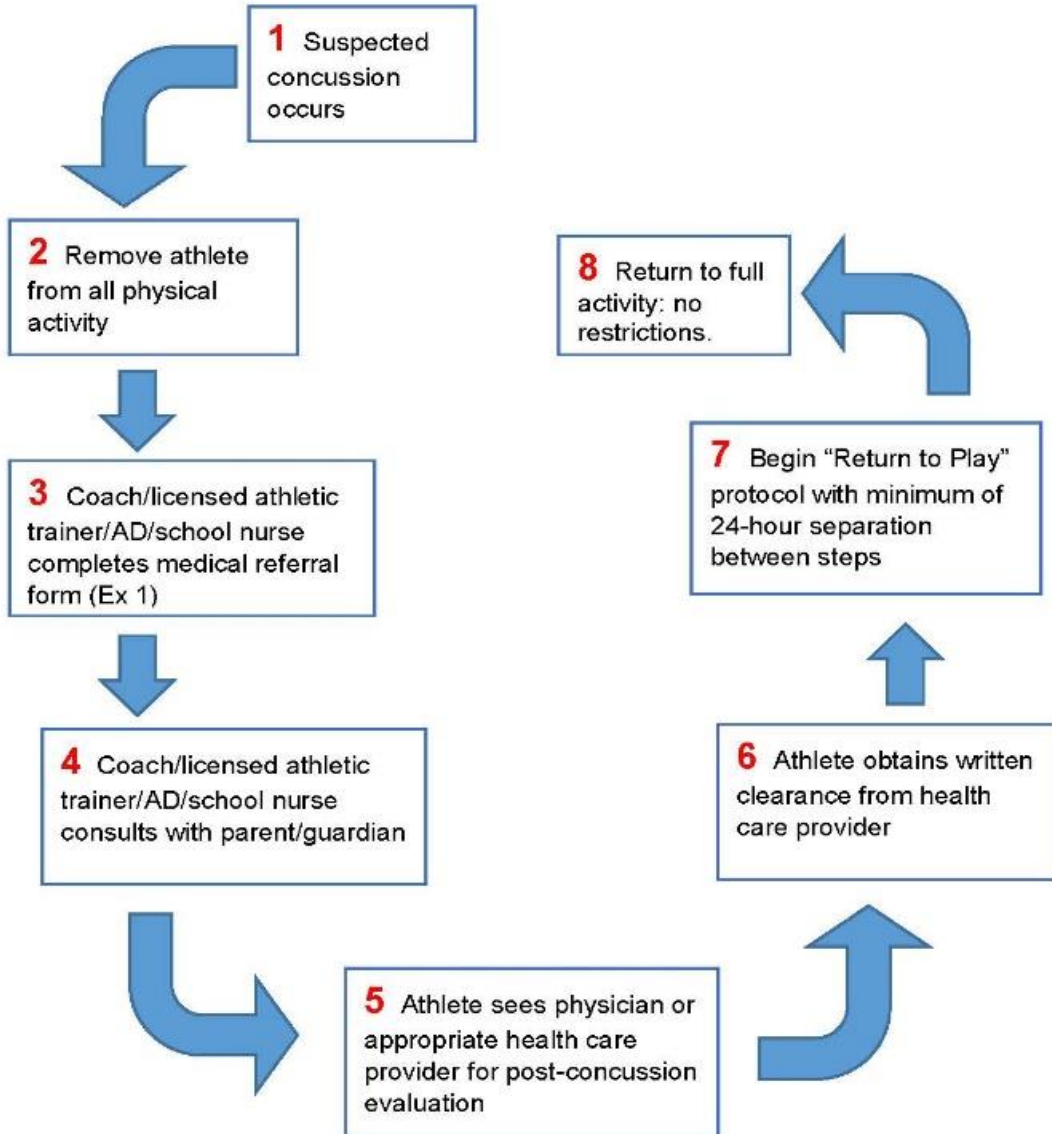 1 Suspected
concussion
occurs
2 Remove athlete
from all physical
activity
3 Coach/licensed athletic
trainer/AD/school nurse
completes medical referral
form (Ex 1)
4 Coach/licensed athletic
trainer/AD/school nurse
consults with parent/guardian
5 Athlete sees physician or
appropriate health care
provider for post-concussion
evaluation
6 Athlete obtains written
clearance from health
care provider
7 Begin “Return to Play”
protocol with minimum of
24-hour separation
between steps
8 Return to full
activity: no
restrictions.